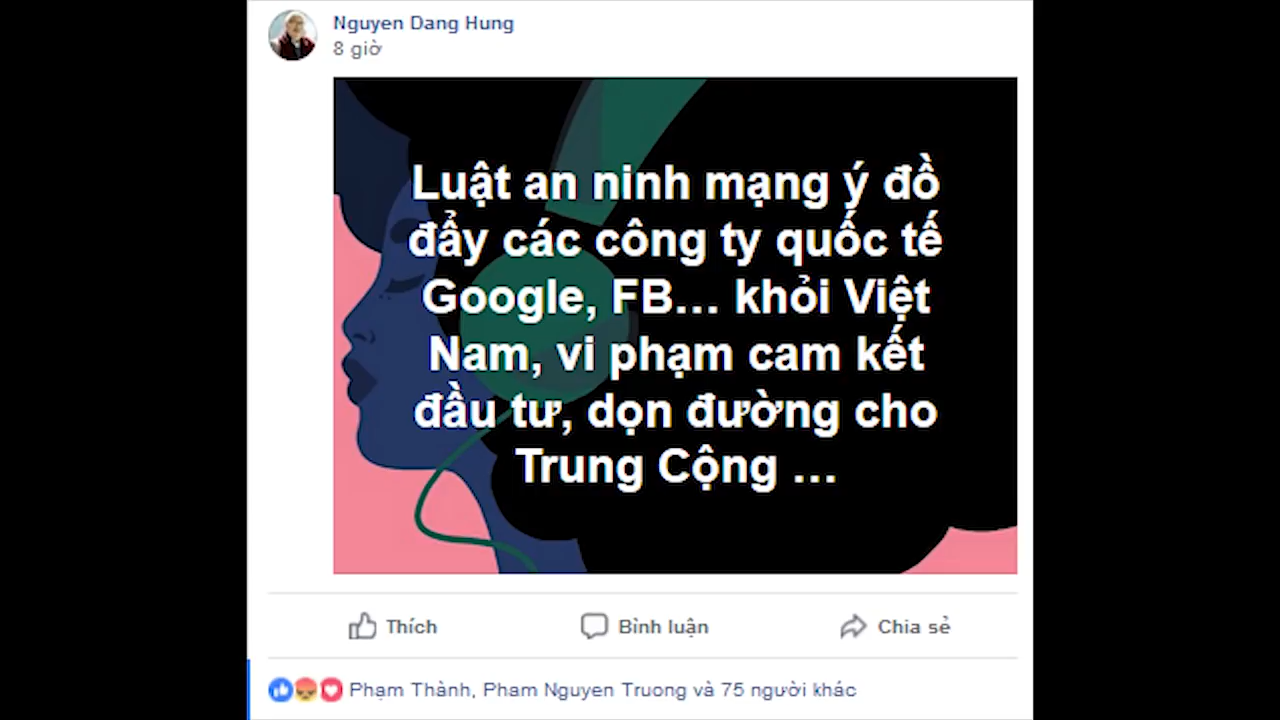 Nguyen Dang Hung
8 giờ
Luật an ninh mạng ý đồ
đẩy các công ty quốc tế
Google, FB... khỏi Việt
Nam, vi phạm cam kết
đầu tư, dọn đường cho
Trung Cộng ...
Thích
Bình luận
Chia sẻ
Phạm Thành, Pham Nguyen Truong và 75 người khác